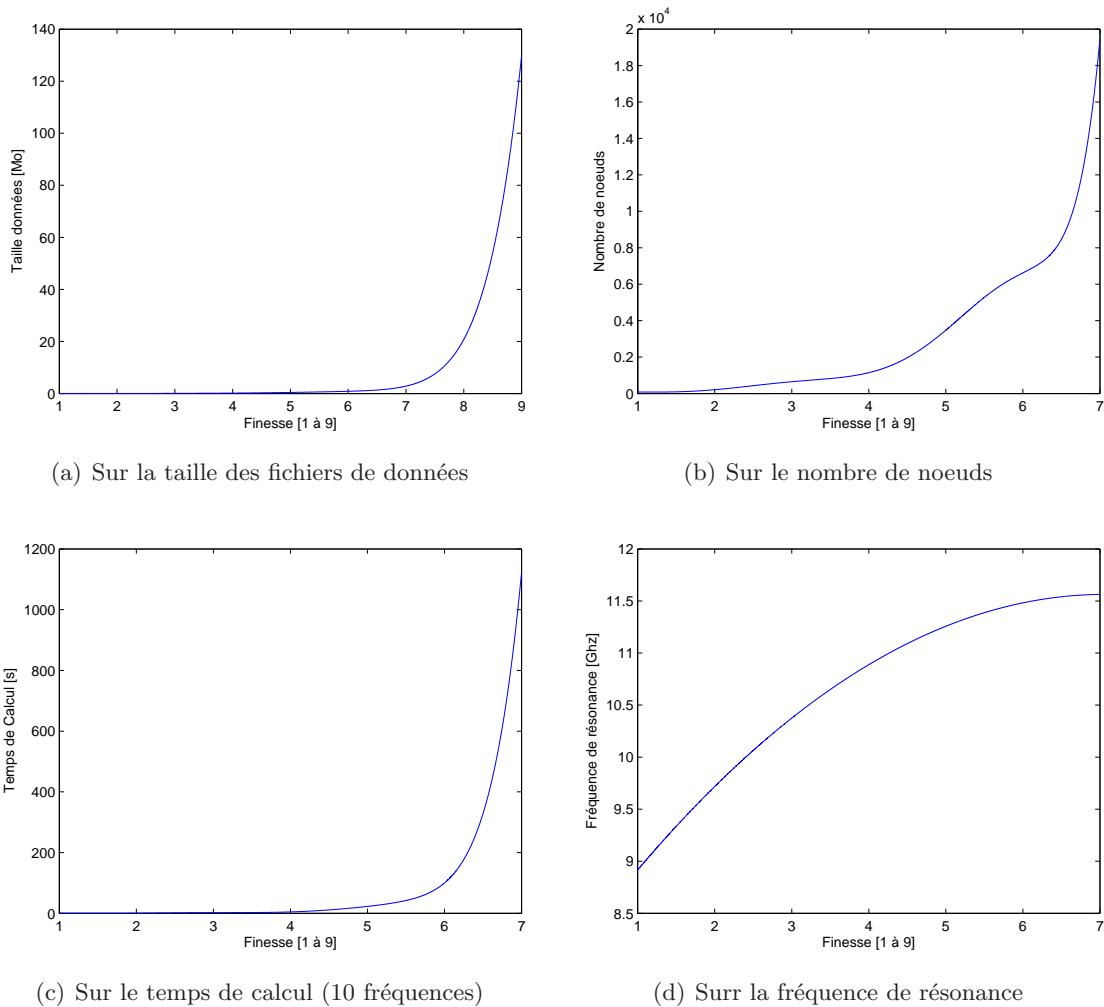 140
120
100
80
60
40
20
0
1 2 3 4 5 6 7 8 9
Taille données [Mo]
Finesse [1 à 9]
(a) Sur la taille des fichiers de données
x 10^4
2
1.8
1.6
1.4
1.2
1
0.8
0.6
0.4
0.2
0
1 2 3 4 5 6 7
Nombre de noeuds
Finesse [1 à 9]
(b) Sur le nombre de noeuds
1200
1000
800
600
400
200
0
1 2 3 4 5 6 7
Temps de Calcul [s]
Finesse [1 à 9]
(c) Sur le temps de calcul (10 fréquences)
12
11.5
11
10.5
10
9.5
9
8.5
1 2 3 4 5 6 7
Fréquence de résonance [Ghz]
Finesse [1 à 9]
(d) Surr la fréquence de résonance